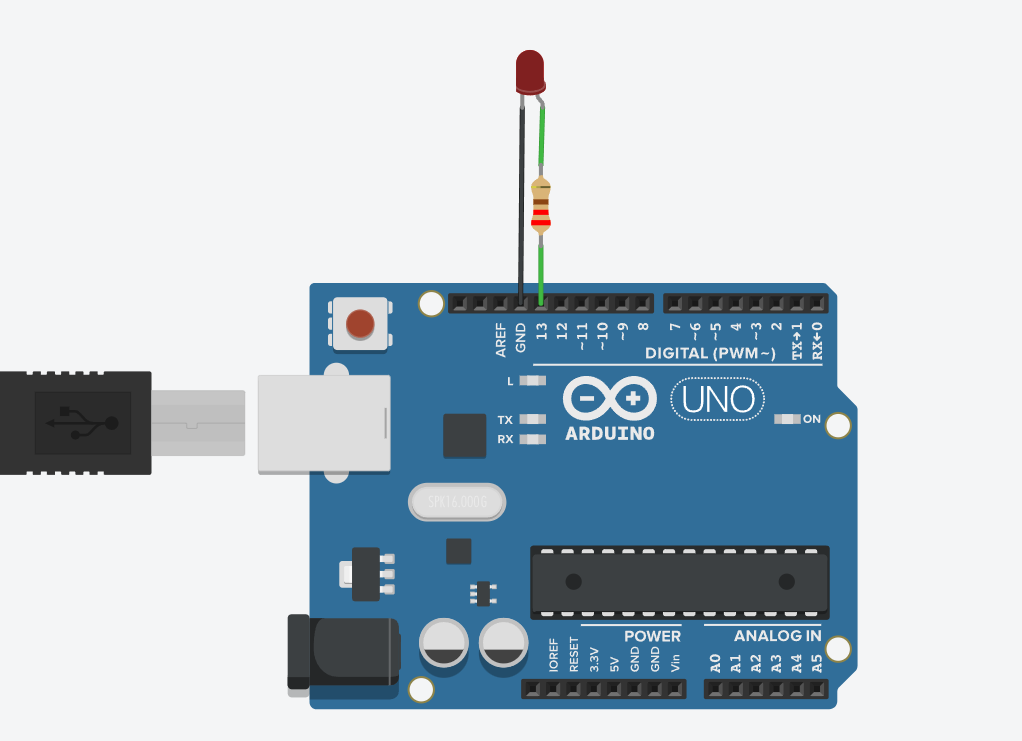 AREF
GND
13
12
~11
~10
~9
8
7
~6
~5
4
~3
2
TX→1
RX←0
DIGITAL (PWM~)
L
TX
RX
ARDUINO
UNO
ON
SPK16.000G
POWER
ANALOG IN
IOREF
RESET
3.3V
5V
GND
GND
Vin
A0
A1
A2
A3
A4
A5